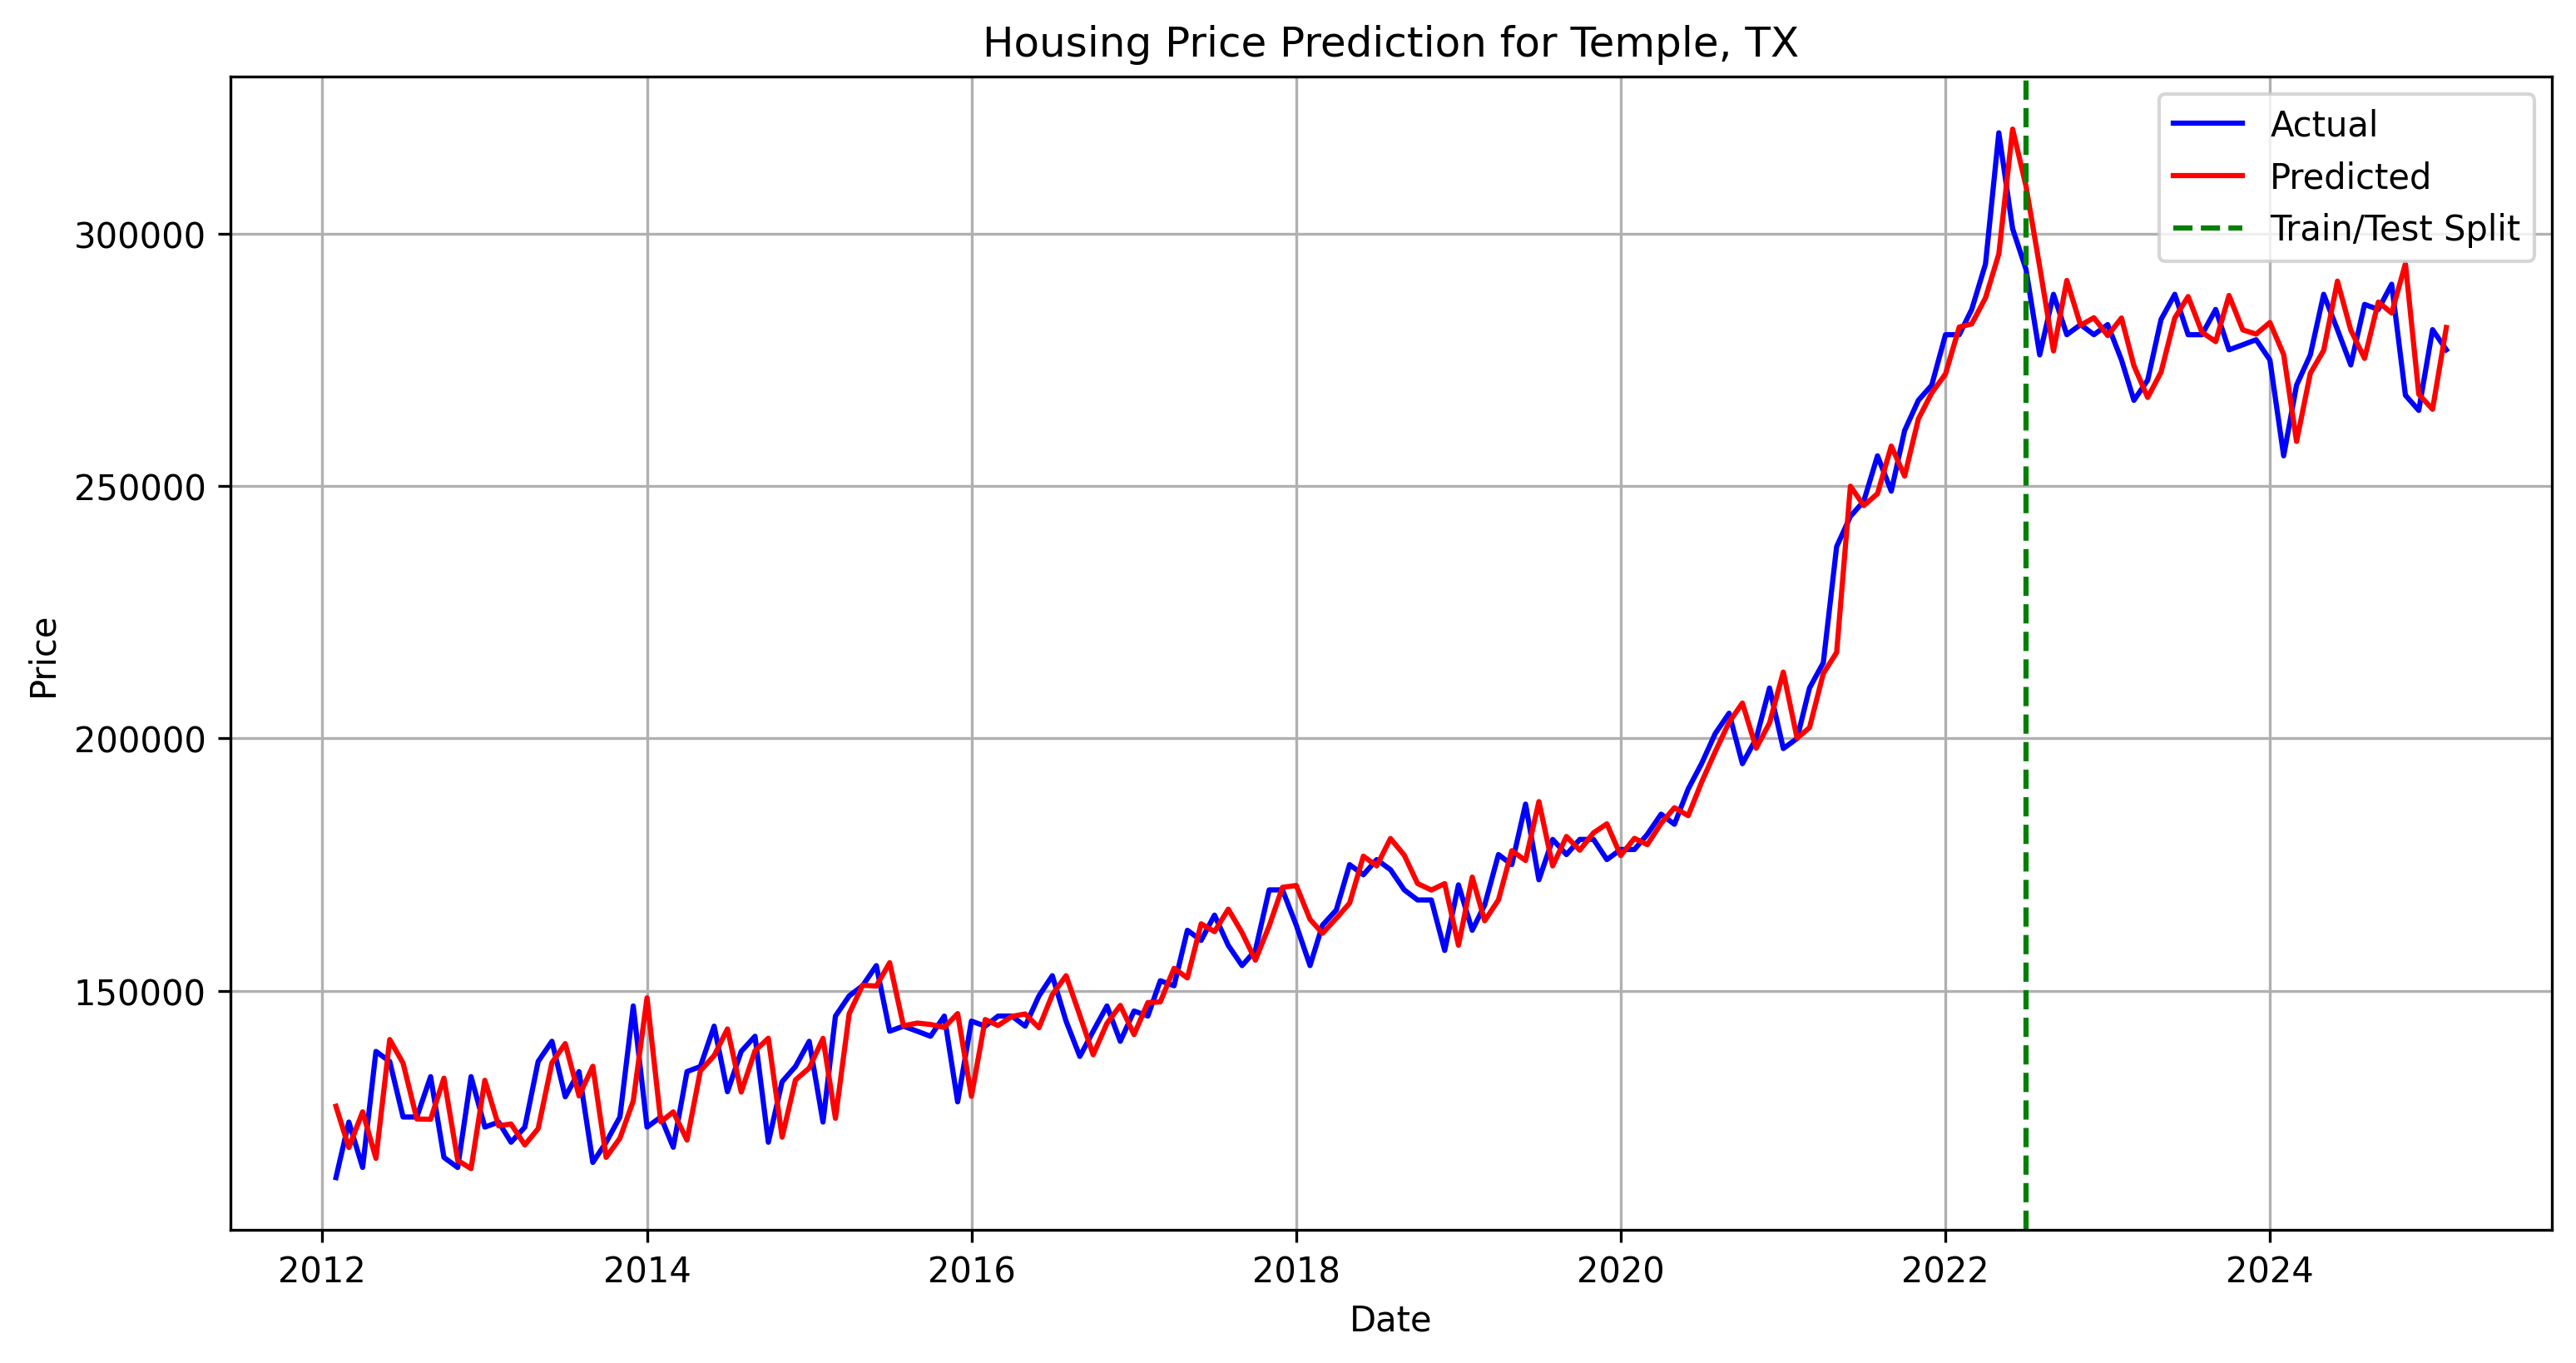 Housing Price Prediction for Temple, TX
Actual
Predicted
Train/Test Split
300000
250000
200000
150000
Price
2012 2014 2016 2018 2020 2022 2024
Date